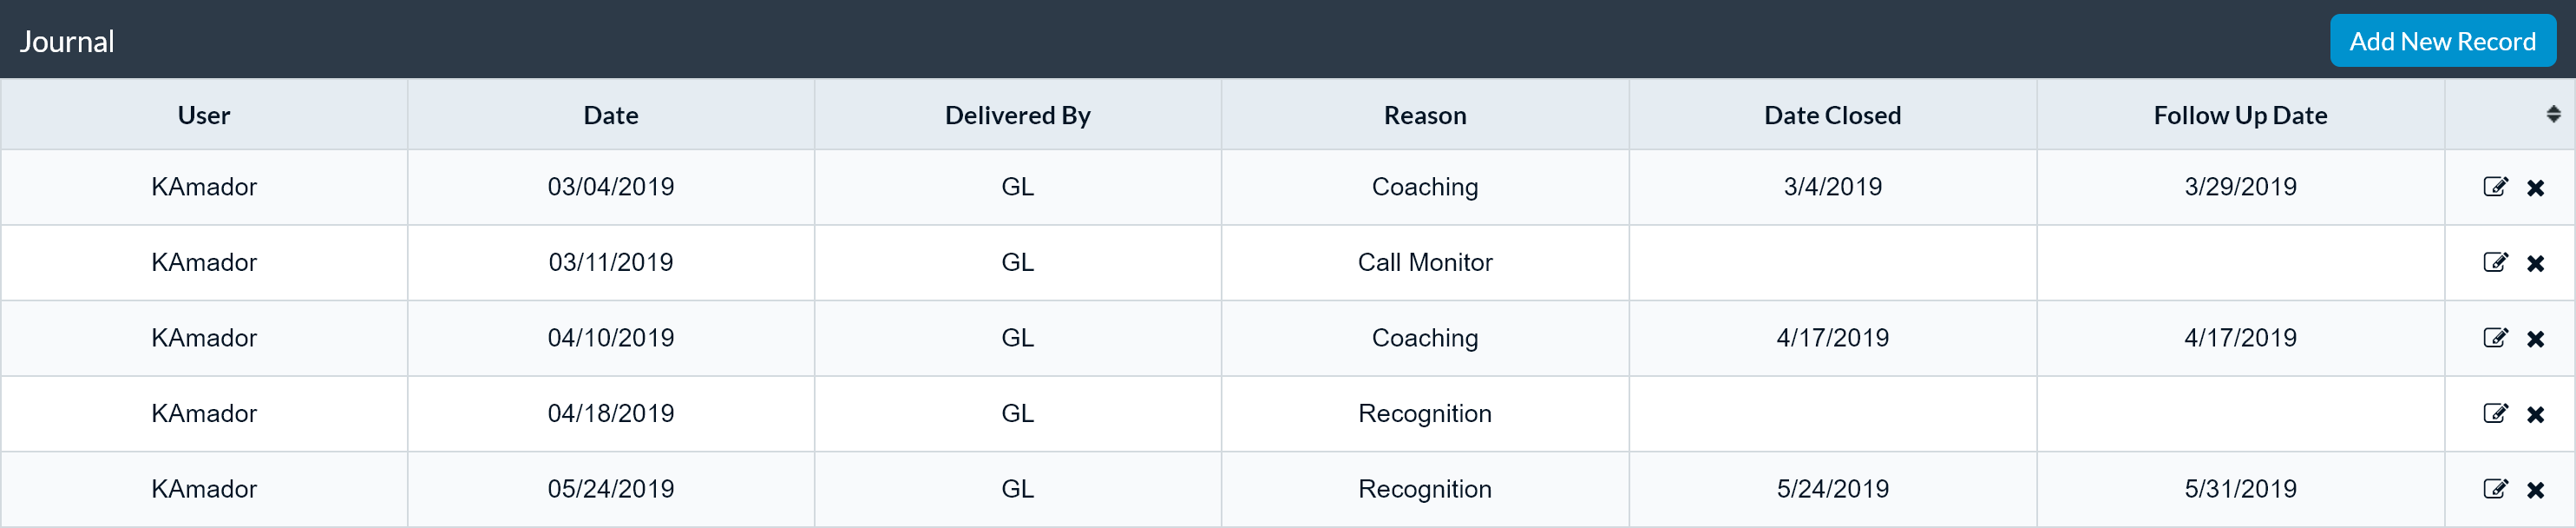 Journal Add New Record
User Date Delivered By Reason Date Closed Follow Up Date
KAmador 03/04/2019 GL Coaching 3/4/2019 3/29/2019
KAmador 03/11/2019 GL Call Monitor
KAmador 04/10/2019 GL Coaching 4/17/2019 4/17/2019
KAmador 04/18/2019 GL Recognition
KAmador 05/24/2019 GL Recognition 5/24/2019 5/31/2019